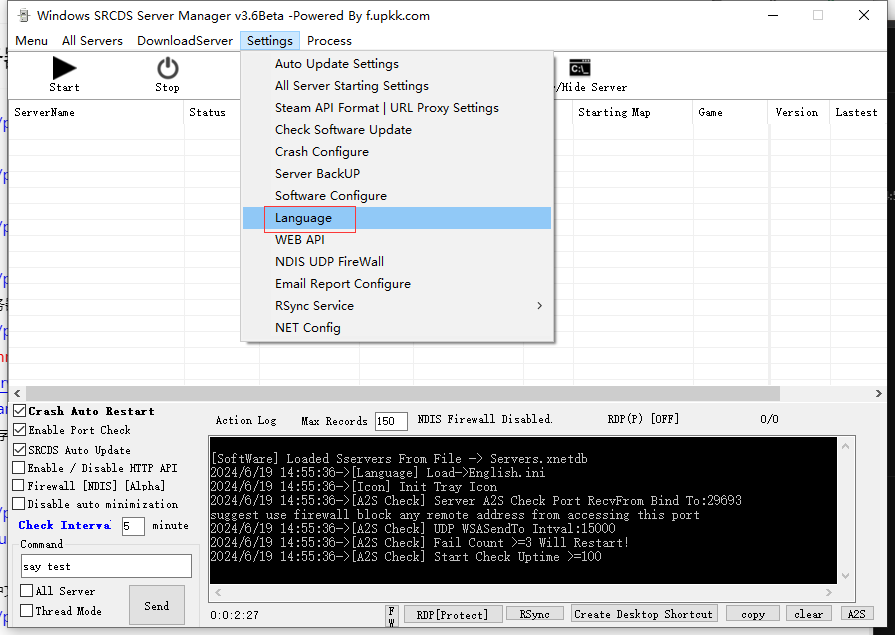 Windows SRCDS Server Manager v3.6Beta -Powered By f.upkk.com
Menu All Servers DownloadServer Settings Process
Start Stop /Hide Server
ServerName Status Starting Map Game Version Lastest
Auto Update Settings
All Server Starting Settings
Steam API Format | URL Proxy Settings
Check Software Update
Crash Configure
Server BackUP
Software Configure
Language
WEB API
NDIS UDP FireWall
Email Report Configure
RSync Service
NET Config
Crash Auto Restart
Enable Port Check
SRCDS Auto Update
Enable / Disable HTTP API
Firewall [NDIS] [Alpha]
Disable auto minimization
Check Interval 5 minute
Command
say test
All Server
Thread Mode
Send
Action Log Max Records 150 NDIS Firewall Disabled. RDP(P) [OFF] 0/0
[SoftWare] Loaded Sservers From File -> Servers.xnetdb
2024/6/19 14:55:36->[Language] Load->English.ini
2024/6/19 14:55:36->[Icon] Init Tray Icon
2024/6/19 14:55:36->[A2S Check] Server A2S Check Port RecvFrom Bind To:29693
suggest use firewall block any remote address from accessing this port
2024/6/19 14:55:36->[A2S Check] UDP WSASendTo Intval:15000
2024/6/19 14:55:36->[A2S Check] Fail Count >=3 Will Restart!
2024/6/19 14:55:36->[A2S Check] Start Check Uptime >=100
0:0:2:27 FW RDP[Protect] RSync Create Desktop Shortcut copy clear A2S